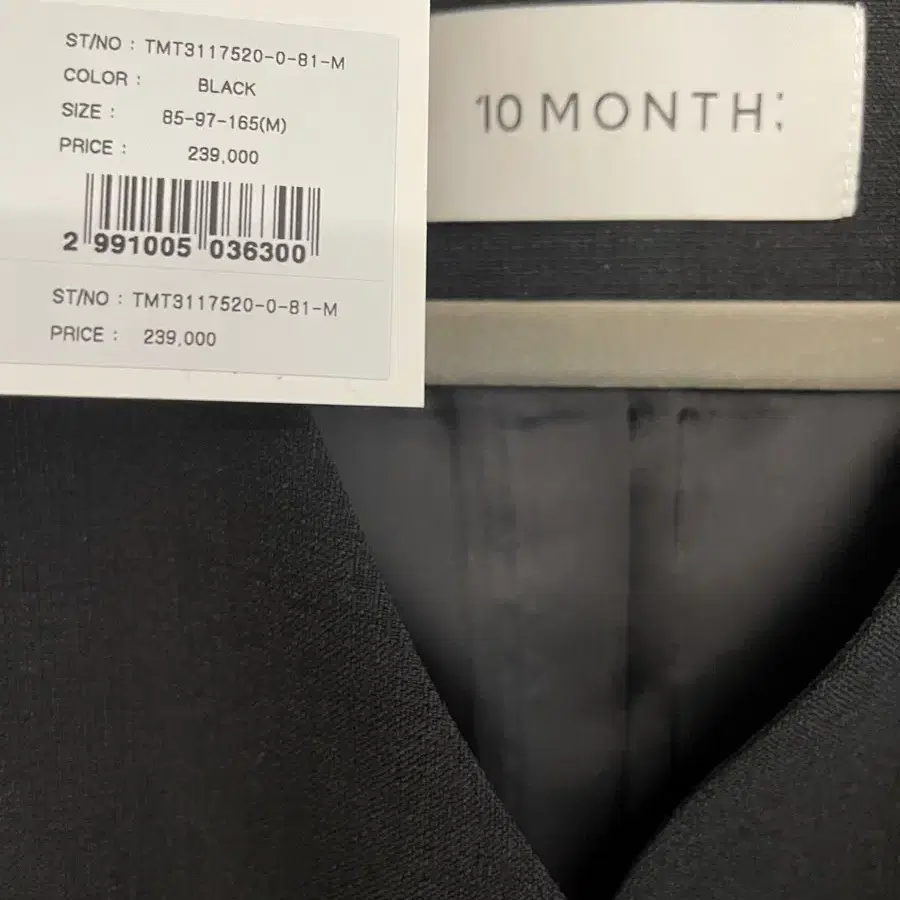 ST/NO : TMT3117520-0-81-M
COLOR : BLACK
SIZE : 85-97-165(M)
PRICE : 239,000
2 991005 036300
ST/NO : TMT3117520-0-81-M
PRICE : 239,000
10 MONTH;